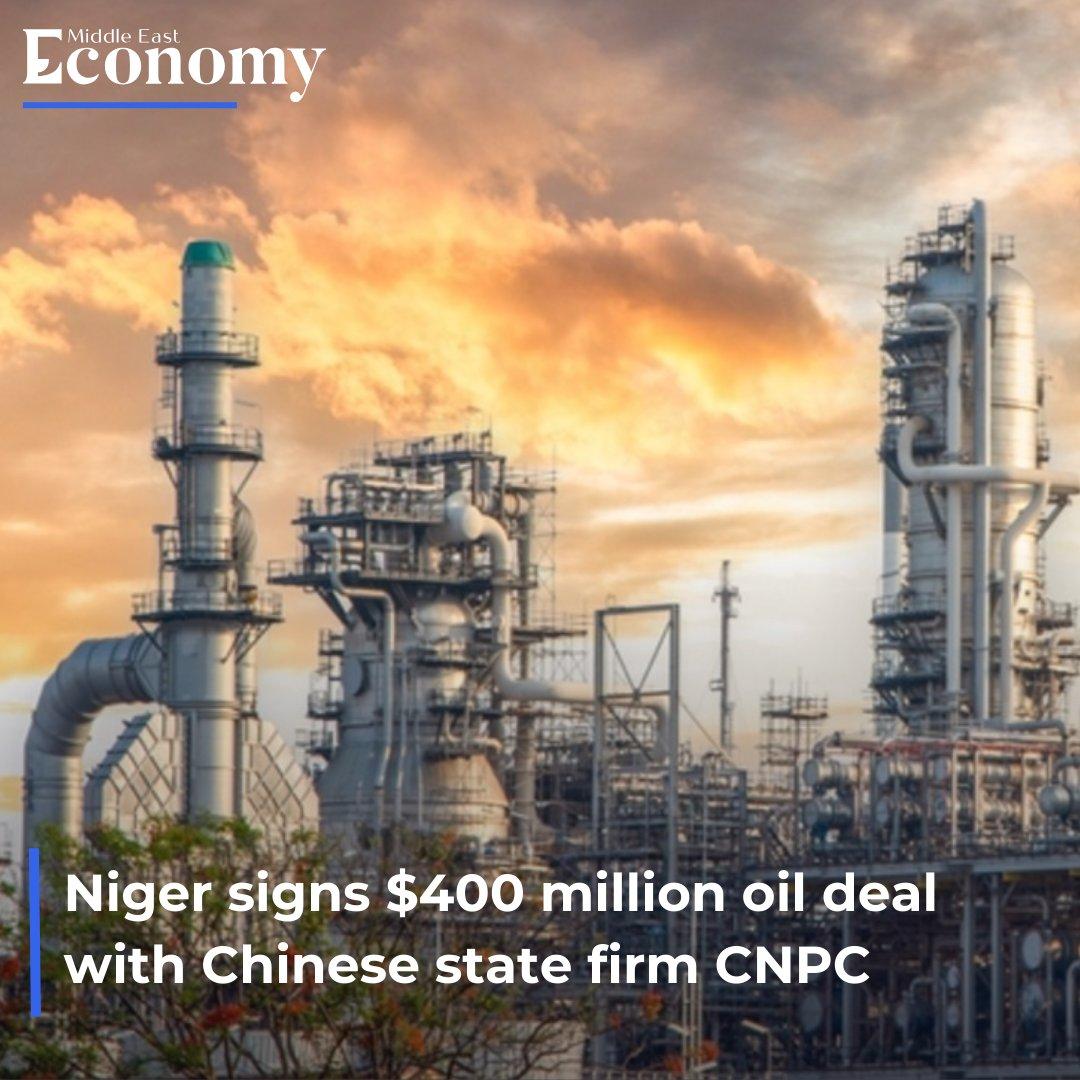 Middle East
Economy
Niger signs $400 million oil deal
with Chinese state firm CNPC